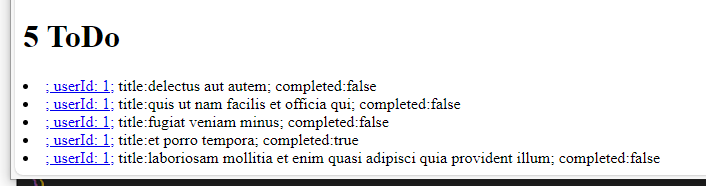 5 ToDo
; userId: 1; title:delectus aut autem; completed:false
; userId: 1; title:quis ut nam facilis et officia qui; completed:false
; userId: 1; title:fugiat veniam minus; completed:false
; userId: 1; title:et porro tempora; completed:true
; userId: 1; title:laboriosam mollitia et enim quasi adipisci quia provident illum; completed:false